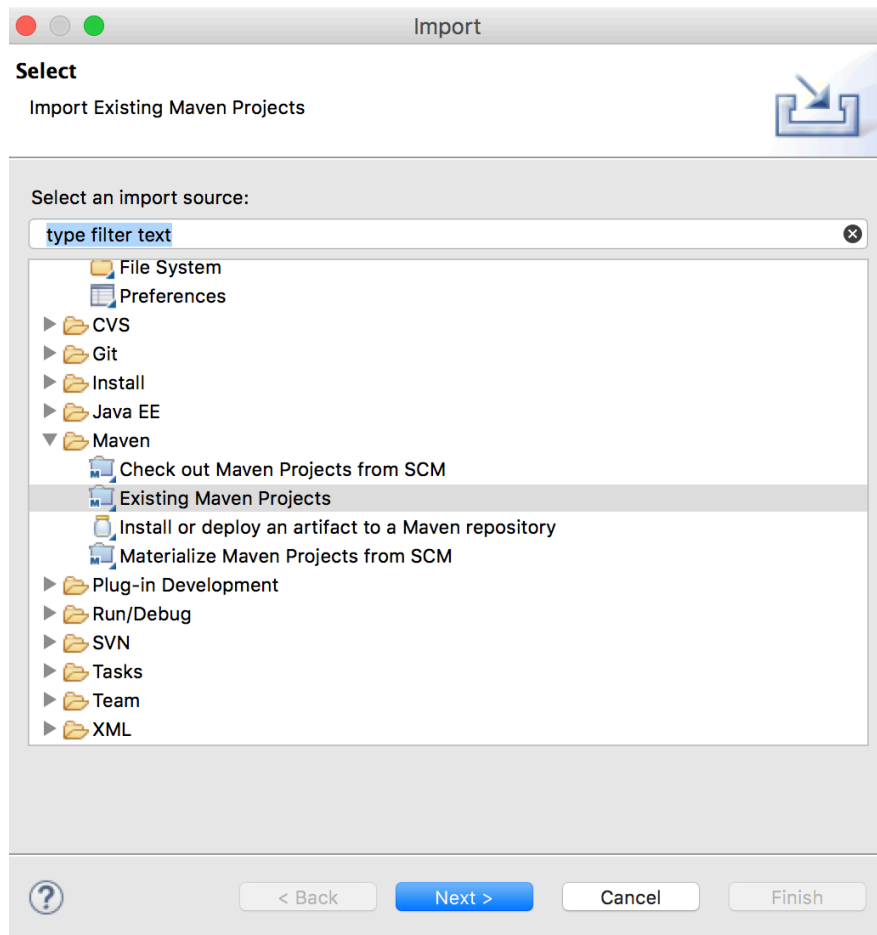 Import
Select
Import Existing Maven Projects
Select an import source:
type filter text
File System
Preferences
CVS
Git
Install
Java EE
Maven
Check out Maven Projects from SCM
Existing Maven Projects
Install or deploy an artifact to a Maven repository
Materialize Maven Projects from SCM
Plug-in Development
Run/Debug
SVN
Tasks
Team
XML
? < Back Next > Cancel Finish